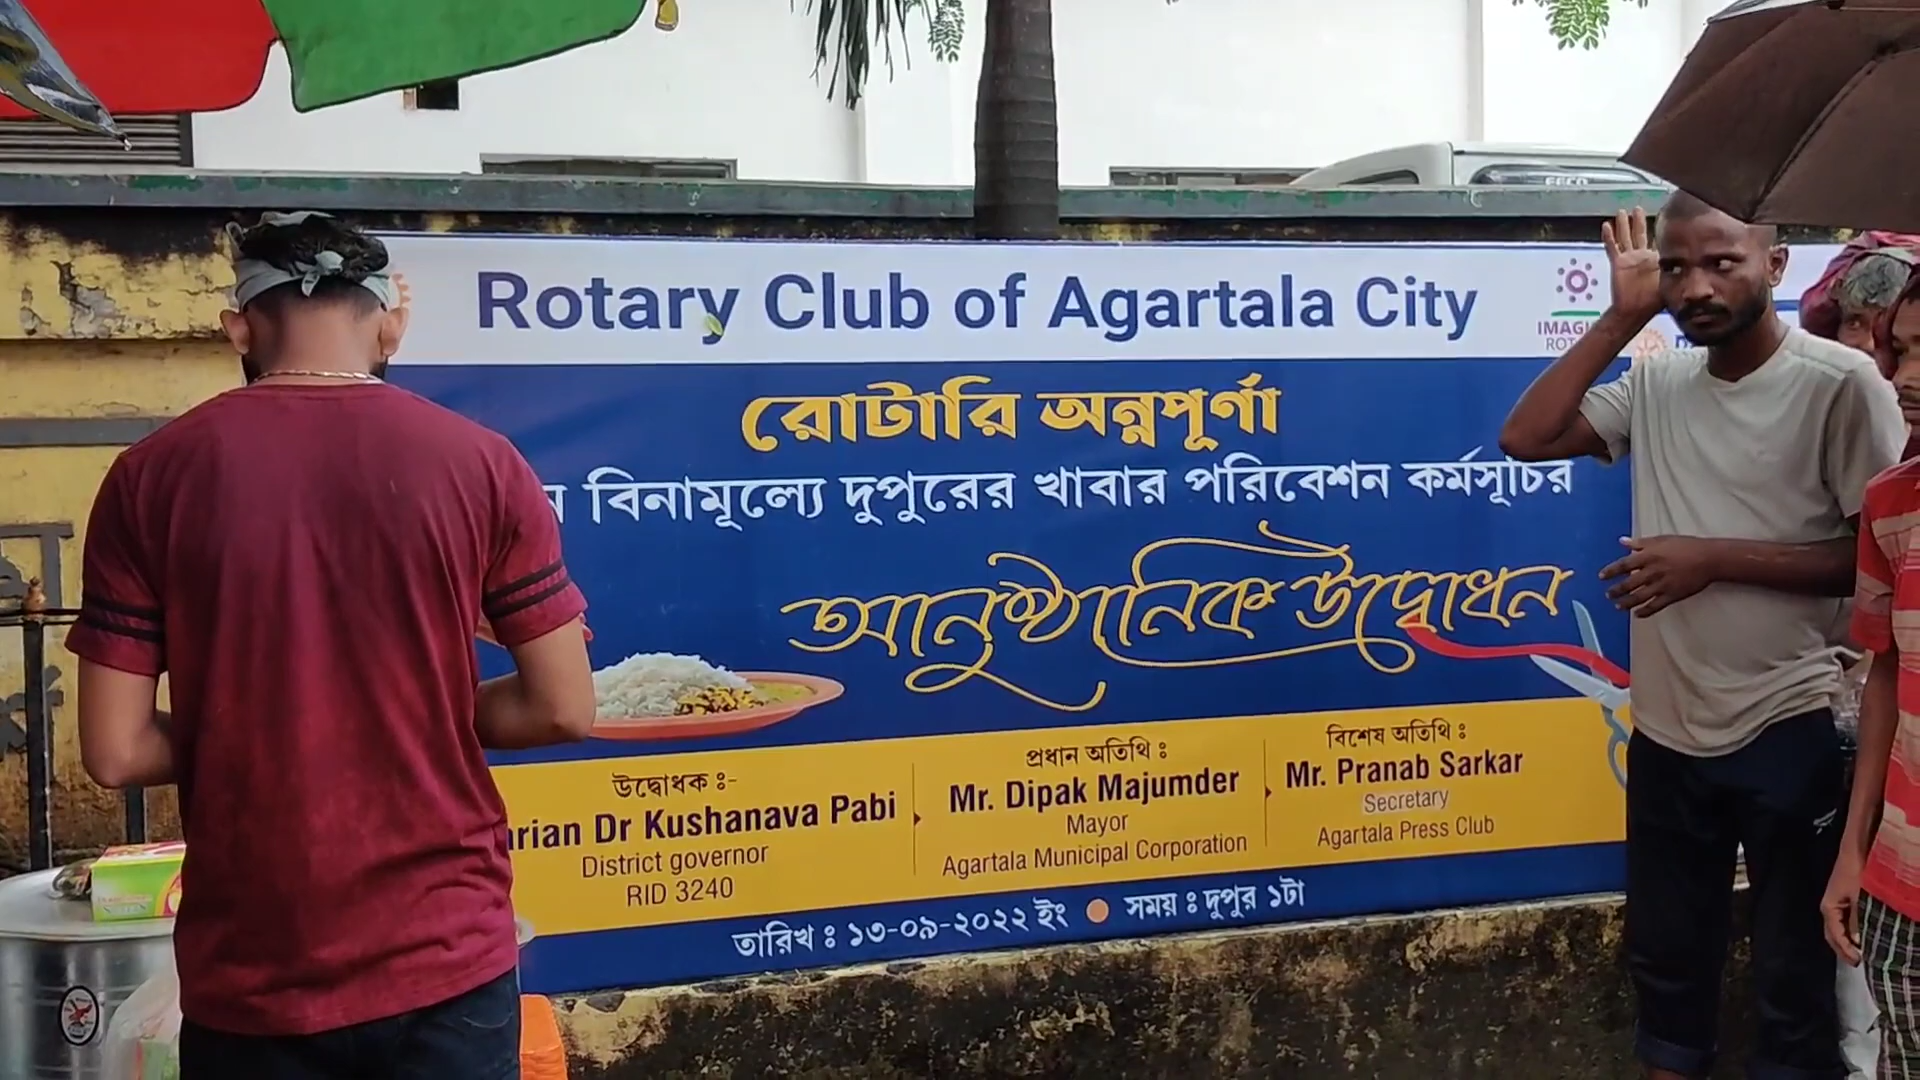 Rotary Club of Agartala City
রোটারি অন্নপূর্ণা
বিনামূল্যে দুপুরের খাবার পরিবেশন কর্মসূচির
আনুষ্ঠানিক উদ্বোধন
উদ্বোধক ঃ-
Dr Kushanava Pabi
District governor
RID 3240
প্রধান অতিথি ঃ
Mr. Dipak Majumder
Mayor
Agartala Municipal Corporation
বিশেষ অতিথি ঃ
Mr. Pranab Sarkar
Secretary
Agartala Press Club
তারিখ ঃ ১৩-০৯-২০২২ ইং
সময় ঃ দুপুর ১টা